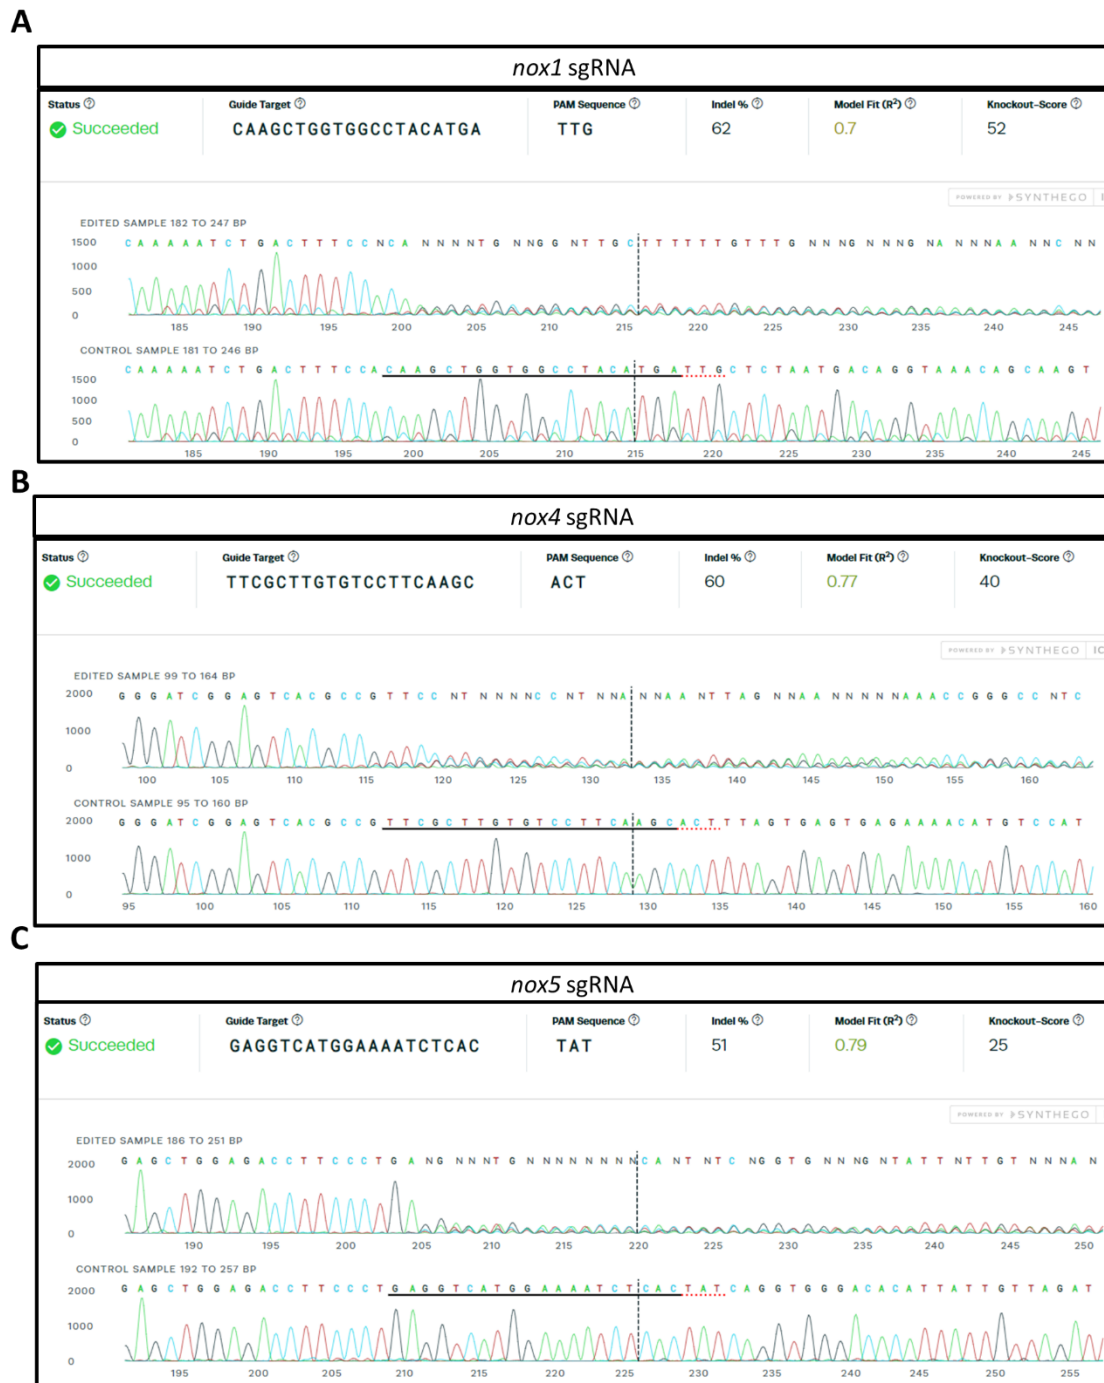 A
nox1 sgRNA
Status Guide Target PAM Sequence Indel % Model Fit (R²) Knockout-Score
Succeeded CAAGCTGGTGGCCTACATGA TTG 62 0.7 52
POWERED BY SYNTHEGO
EDITED SAMPLE 182 TO 247 BP
1500 C A A A A A T C T G A C T T T C C N C A N N N N T G N N G G N T T G C T T T T T T G T T T G N N N G N N N G N A N N N A A N N C N N
1000
500
0
185 190 195 200 205 210 215 220 225 230 235 240 245
CONTROL SAMPLE 181 TO 246 BP
C A A A A A T C T G A C T T T C C A C A A G C T G G T G G C C T A C A T G A T T G C T C T A A T G A C A G G T A A A C A G C A A G T
1500
1000
500
0
185 190 195 200 205 210 215 220 225 230 235 240 245
B
nox4 sgRNA
Status Guide Target PAM Sequence Indel % Model Fit (R²) Knockout-Score
Succeeded TTCGCTTGTGTCCTTCAAGC ACT 60 0.77 40
POWERED BY SYNTHEGO IC
EDITED SAMPLE 99 TO 164 BP
2000 G G G A T C G G A G T C A C G C C G T T C C N T N N N N C C N T N N A N N A A N T T A G N N A A N N N N N A A A C C G G G C C N T C
1000
0
100 105 110 115 120 125 130 135 140 145 150 155 160
CONTROL SAMPLE 95 TO 160 BP
2000 G G G A T C G G A G T C A C G C C G T T C G C T T G T G T C C T T C A A G C A C T T T A G T G A G T G A G A A A A C A T G T C C A T
1000
0
95 100 105 110 115 120 125 130 135 140 145 150 155 160
C
nox5 sgRNA
Status Guide Target PAM Sequence Indel % Model Fit (R²) Knockout-Score
Succeeded GAGGTCATGGAAAATCTCAC TAT 51 0.79 25
POWERED BY SYNTHEGO
EDITED SAMPLE 186 TO 251 BP
2000 G A G C T G G A G A C C T T C C C T G A N G N N N T G N N N N N N N N C A N T N T C N G G T G N N N G N T A T T N T T G T N N N A N
1000
0
190 195 200 205 210 215 220 225 230 235 240 245 250
CONTROL SAMPLE 192 TO 257 BP
2000 G A G C T G G A G A C C T T C C C T G A G G T C A T G G A A A A T C T C A C T A T C A G G T G G G A C A C A T T A T T G T T A G A T
1000
0
195 200 205 210 215 220 225 230 235 240 245 250 255